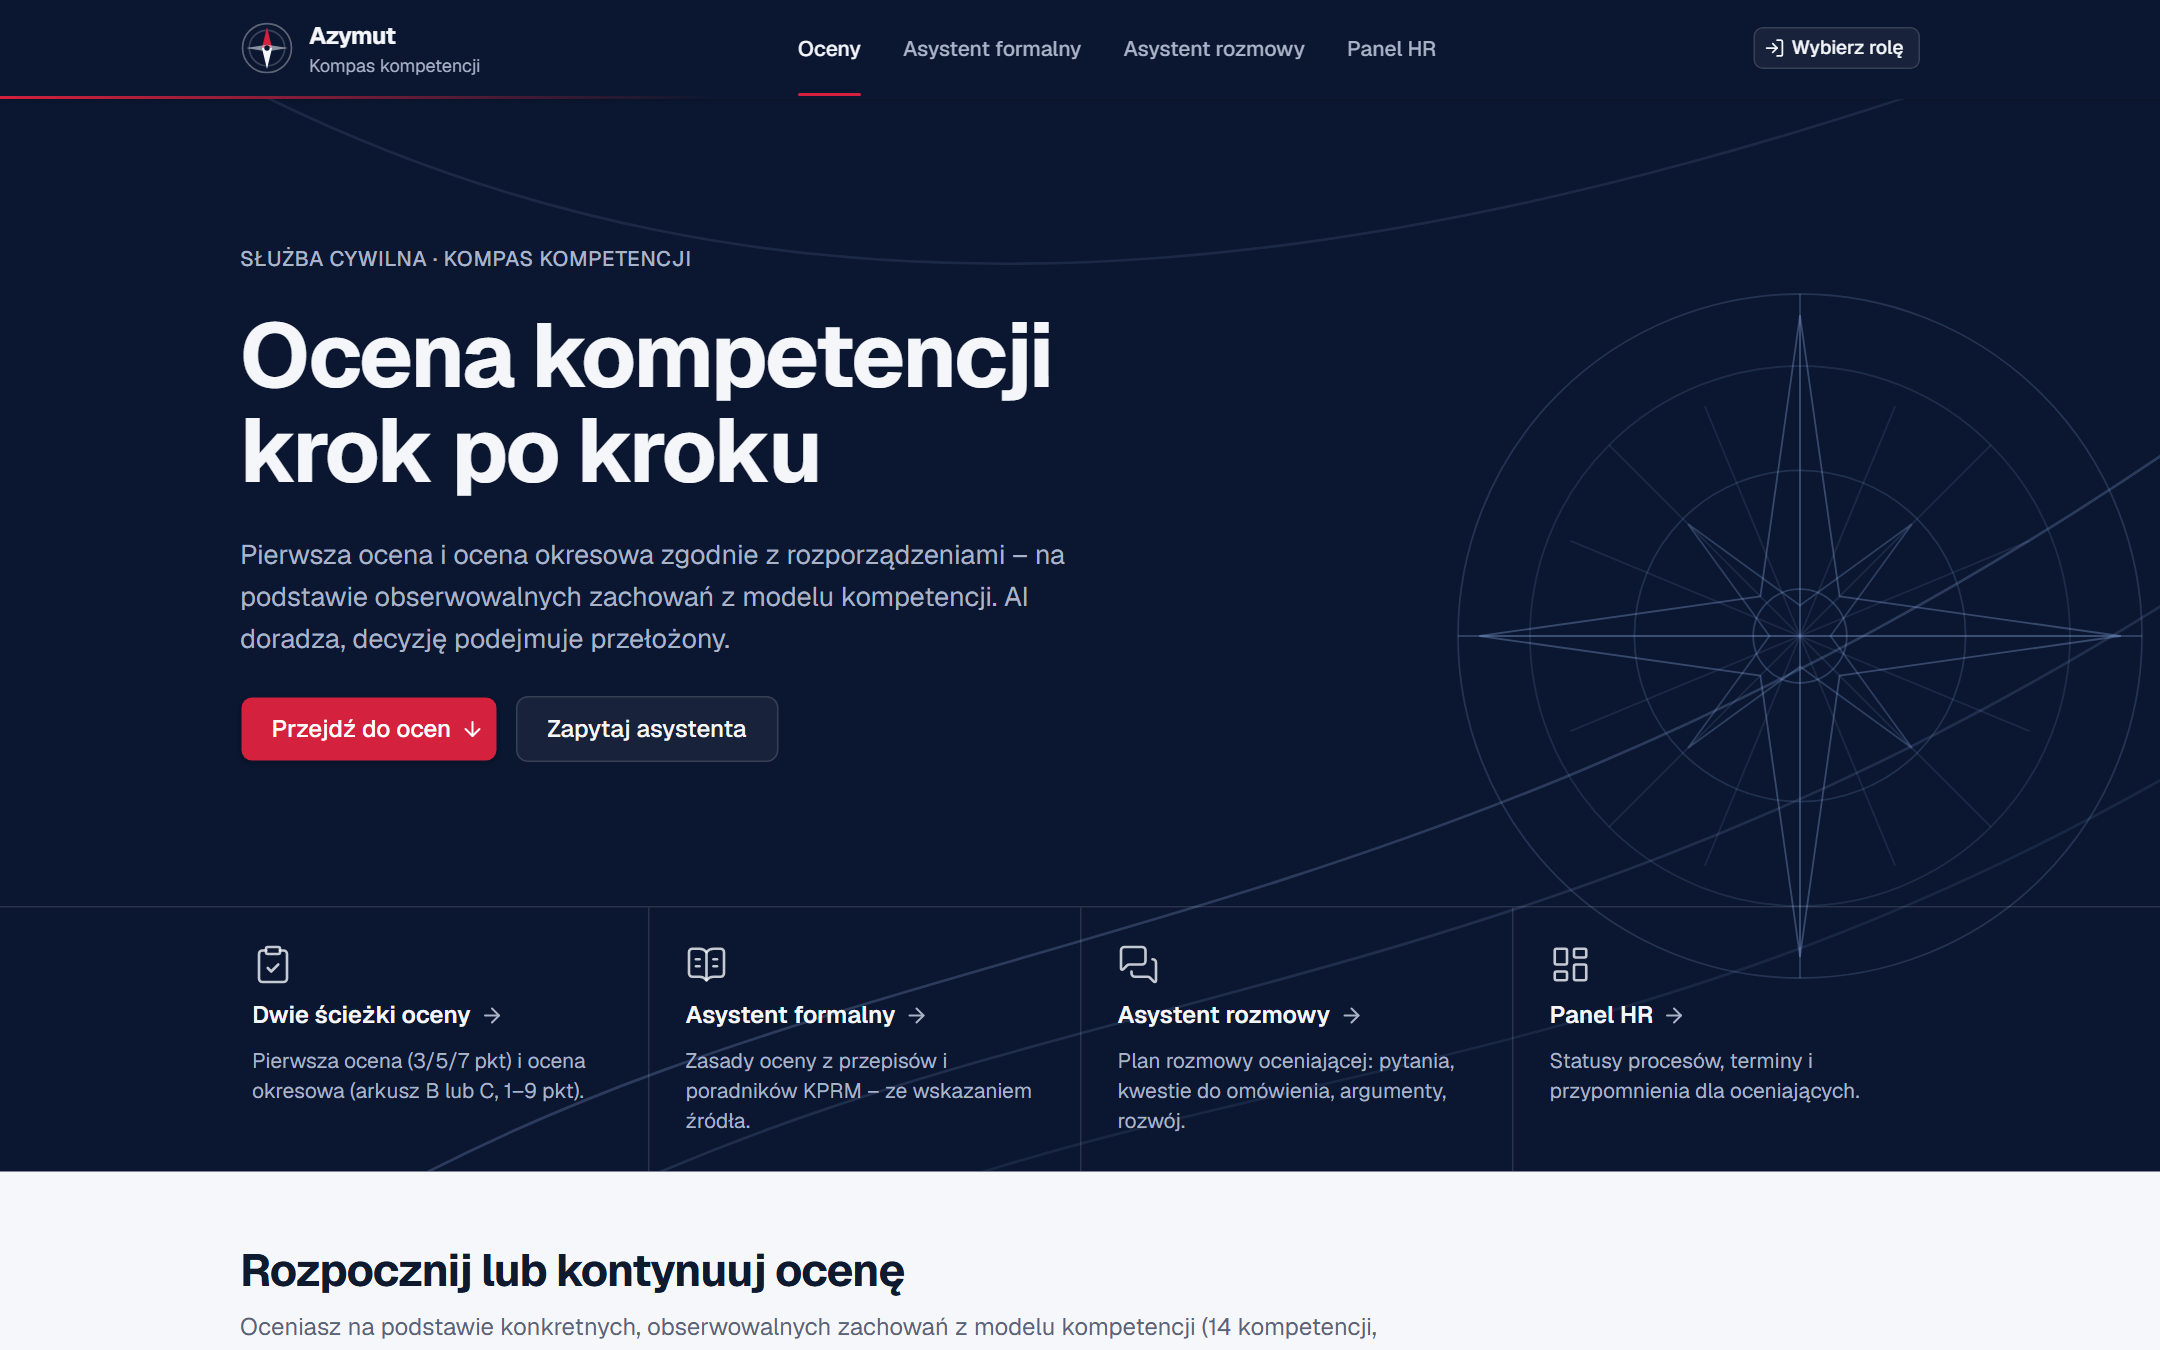 Azymut
Kompas kompetencji
Oceny
Asystent formalny
Asystent rozmowy
Panel HR
Wybierz rolę
SŁUŻBA CYWILNA · KOMPAS KOMPETENCJI
Ocena kompetencji
krok po kroku
Pierwsza ocena i ocena okresowa zgodnie z rozporządzeniami – na
podstawie obserwowalnych zachowań z modelu kompetencji. AI
doradza, decyzję podejmuje przełożony.
Przejdź do ocen ↓
Zapytaj asystenta
Dwie ścieżki oceny →
Pierwsza ocena (3/5/7 pkt) i ocena
okresowa (arkusz B lub C, 1–9 pkt).
Asystent formalny →
Zasady oceny z przepisów i
poradników KPRM – ze wskazaniem
źródła.
Asystent rozmowy →
Plan rozmowy oceniającej: pytania,
kwestie do omówienia, argumenty,
rozwój.
Panel HR →
Statusy procesów, terminy i
przypomnienia dla oceniających.
Rozpocznij lub kontynuuj ocenę
Oceniasz na podstawie konkretnych, obserwowalnych zachowań z modelu kompetencji (14 kompetencji,